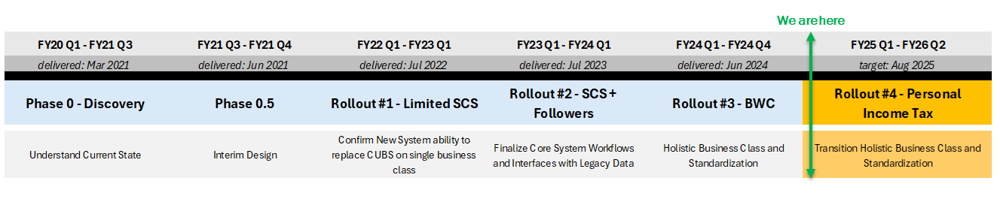 We are here
FY20 Q1 - FY21 Q3
FY21 Q3 - FY21 Q4
FY22 Q1 - FY23 Q1
FY23 Q1 - FY24 Q1
FY24 Q1 - FY24 Q4
FY25 Q1 - FY26 Q2
delivered: Mar 2021
delivered: Jun 2021
delivered: Jul 2022
delivered: Jul 2023
delivered: Jun 2024
target: Aug 2025
Phase 0 - Discovery
Phase 0.5
Rollout #1 - Limited SCS
Rollout #2 - SCS +
Followers
Rollout #3 - BWC
Rollout #4 - Personal
Income Tax
Understand Current State
Interim Design
Confirm New System ability to
replace CUBS on single business
class
Finalize Core System Workflows
and Interfaces with Legacy Data
Holistic Business Class and
Standardization
Transition Holistic Business Class and
Standardization